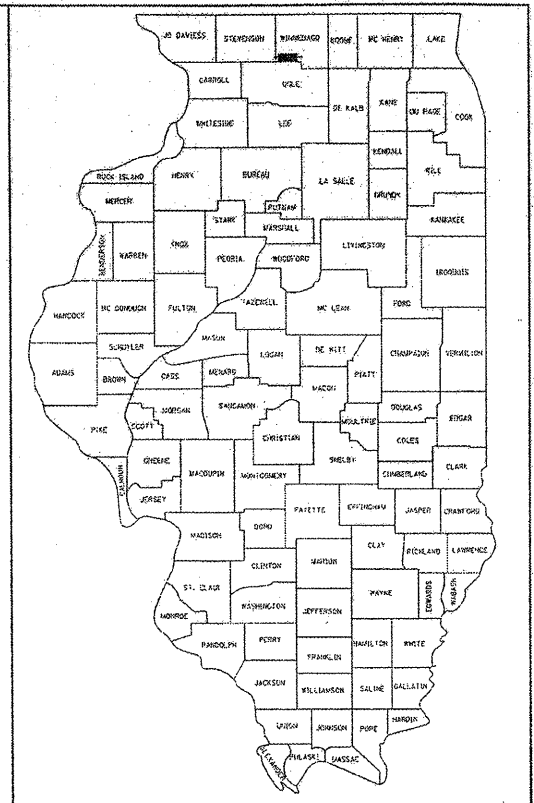 JO DAVIESS STEPHENSON WINNEBAGO BOONE MC HENRY LAKE
CARROLL OGLE
DE KALB KANE DU PAGE COOK
WHITESIDE LEE
KENDALL
ROCK ISLAND HENRY BUREAU LA SALLE WILL
MERCER PUTNAM GRUNDY
STARK MARSHALL KANKAKEE
HENDERSON WARREN KNOX PEORIA WOODFORD LIVINGSTON IROQUOIS
HANCOCK MC DONOUGH FULTON TAZEWELL MC LEAN FORD
SCHUYLER MASON
ADAMS BROWN CASS MENARD LOGAN DE WITT PIATT CHAMPAIGN VERMILION
MACON
PIKE SCOTT MORGAN SANGAMON MOULTRIE DOUGLAS EDGAR
CHRISTIAN COLES
CALHOUN GREENE MACOUPIN MONTGOMERY SHELBY CUMBERLAND CLARK
JERSEY
FAYETTE EFFINGHAM JASPER CRAWFORD
MADISON BOND
CLAY RICHLAND LAWRENCE
CLINTON MARION
ST. CLAIR WAYNE EDWARDS WABASH
MONROE WASHINGTON JEFFERSON
RANDOLPH PERRY HAMILTON WHITE
FRANKLIN
JACKSON WILLIAMSON SALINE GALLATIN
UNION JOHNSON POPE HARDIN
ALEXANDER PULASKI MASSAC